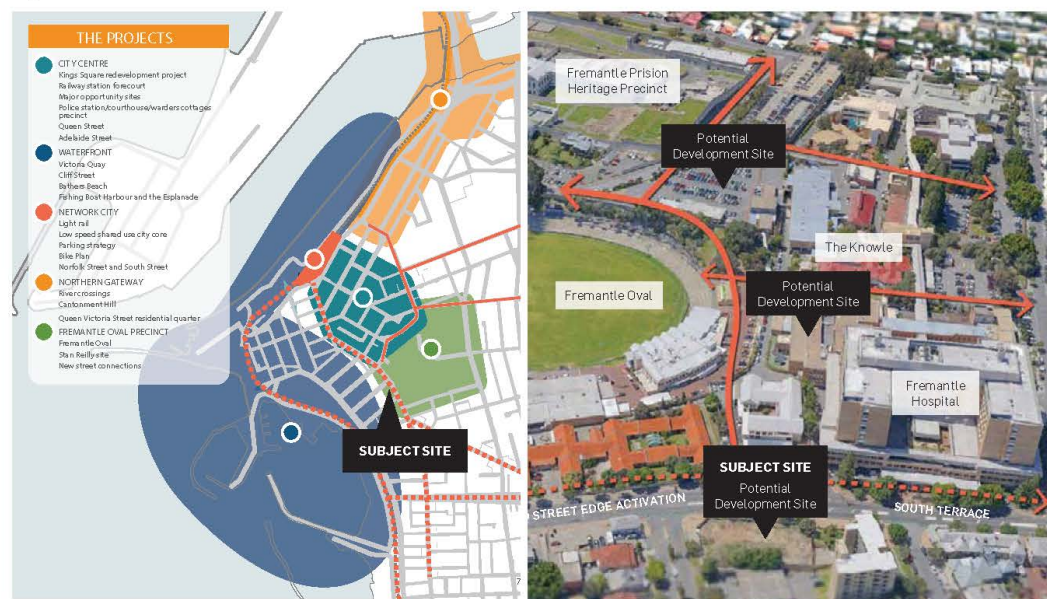 THE PROJECTS
CITY CENTRE
Kings Square redevelopment project
Railway station forecourt
Major opportunity sites
Police station/courthouse/warders cottages
precinct
Queen Street
Adelaide Street
WATERFRONT
Victoria Quay
Cliff Street
Bathers Beach
Fishing Boat Harbour and the Esplanade
NETWORK CITY
Light rail
Low speed shared use city core
Parking strategy
Bike Plan
Norfolk Street and South Street
NORTHERN GATEWAY
River crossings
Cantonment Hill
Queen Victoria Street residential quarter
FREMANTLE OVAL PRECINCT
Fremantle Oval
Stan Reilly site
New street connections
SUBJECT SITE
7
Fremantle Prision
Heritage Precinct
Potential
Development Site
The Knowle
Fremantle Oval
Potential
Development Site
Fremantle
Hospital
SUBJECT SITE
Potential
Development Site
STREET EDGE ACTIVATION
SOUTH TERRACE